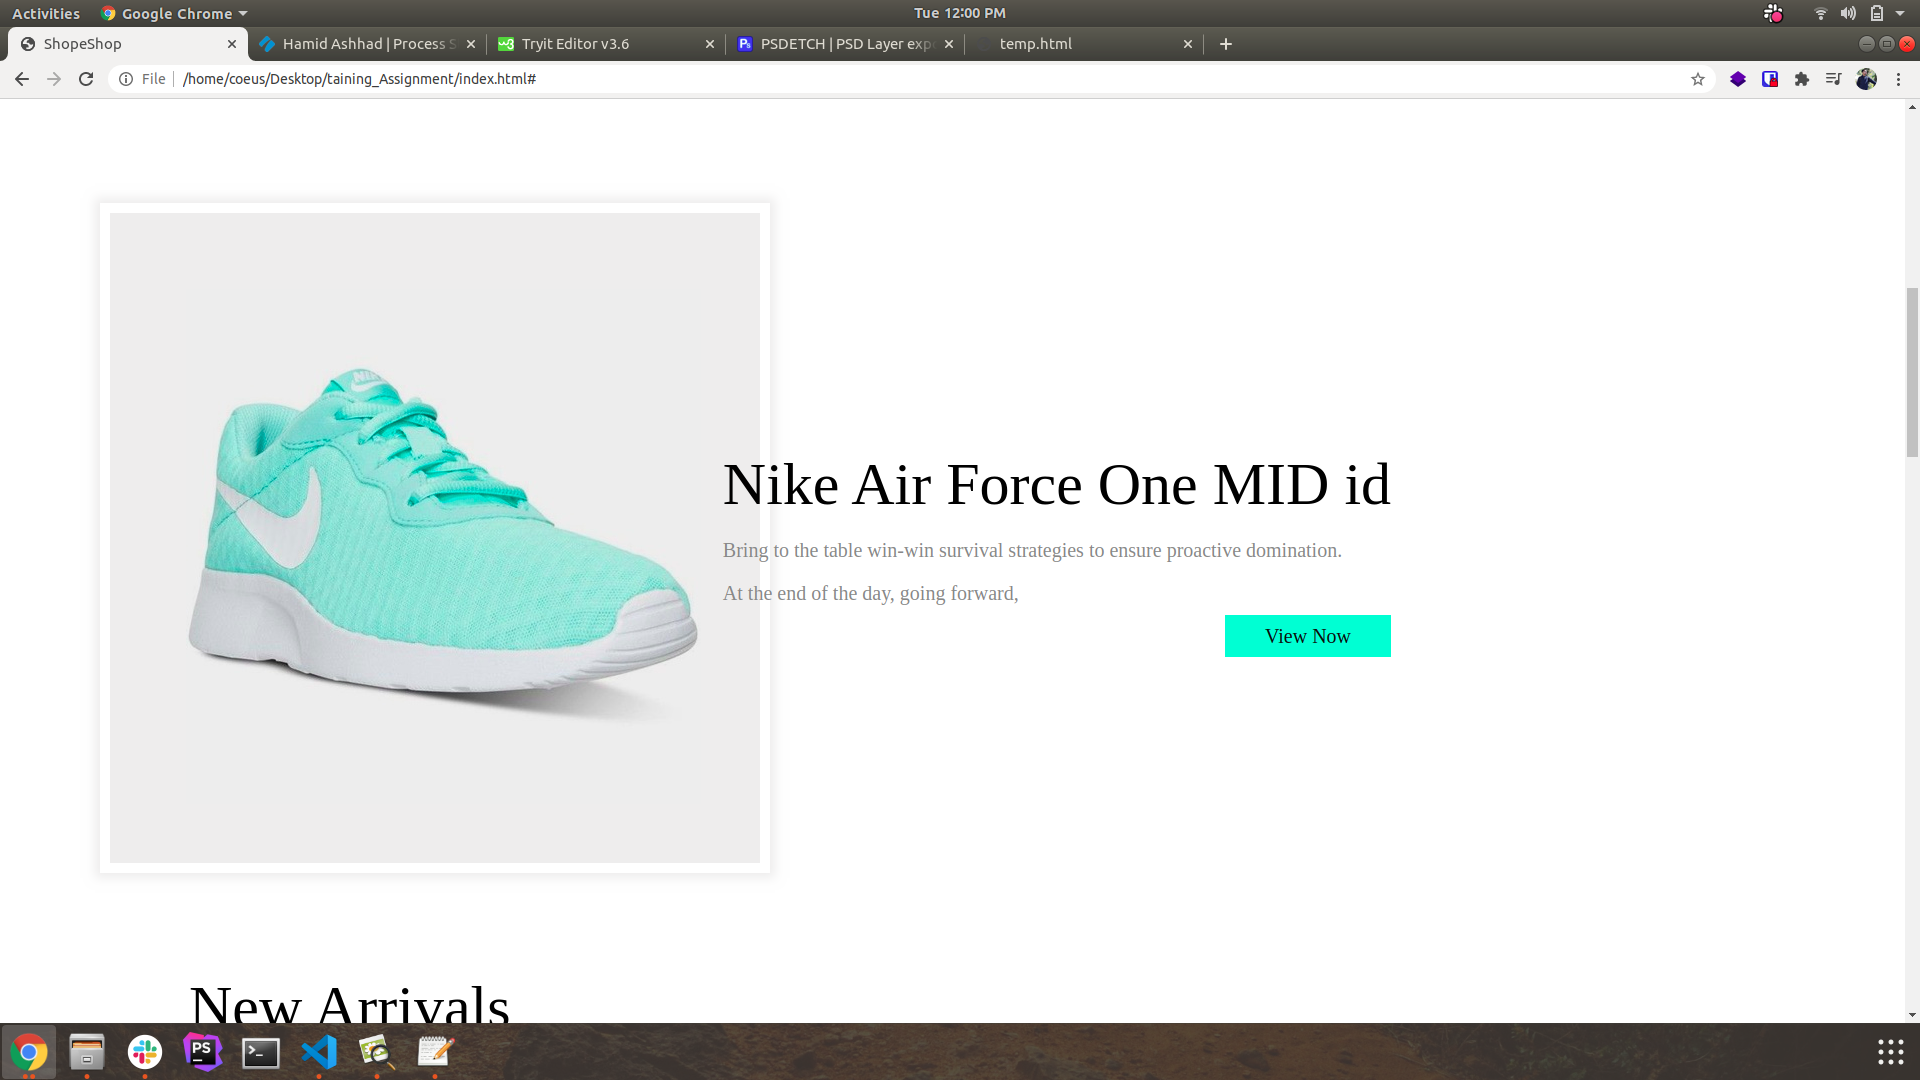 Activities
Google Chrome
Tue 12:00 PM
ShopeShop
Hamid Ashhad | Process S
Tryit Editor v3.6
PSDETCH | PSD Layer exp
temp.html
File
/home/coeus/Desktop/taining_Assignment/index.html#
Nike Air Force One MID id
Bring to the table win-win survival strategies to ensure proactive domination.
At the end of the day, going forward,
View Now
New Arrivals
PS